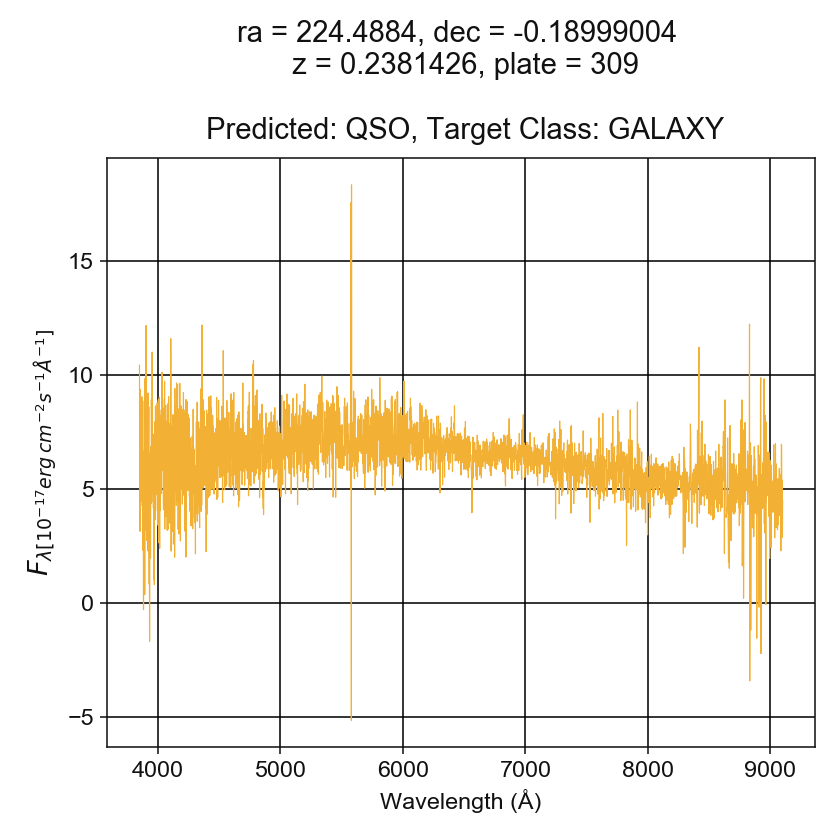 ra = 224.4884, dec = -0.18999004
z = 0.2381426, plate = 309
Predicted: QSO, Target Class: GALAXY
15
10
5
0
−5
4000 5000 6000 7000 8000 9000
Wavelength (Å)
Fλ[10⁻¹⁷erg cm⁻²s⁻¹Å⁻¹]